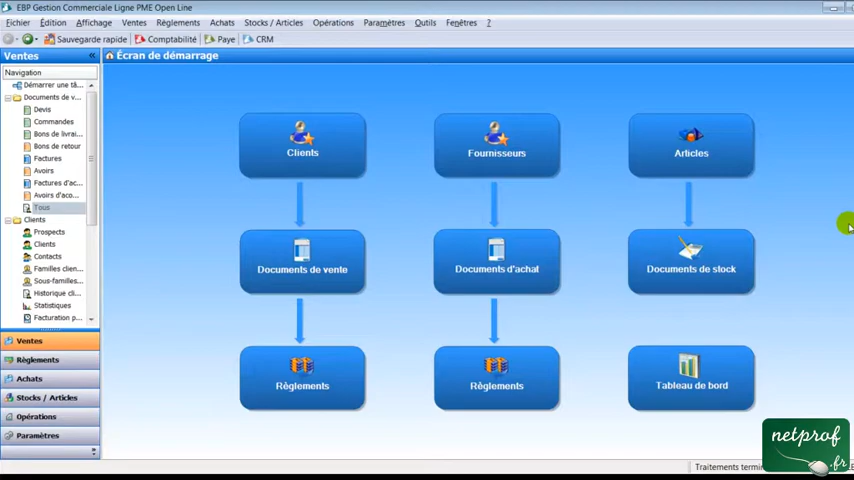 EBP Gestion Commerciale Ligne PME Open Line
Fichier Édition Affichage Ventes Règlements Achats Stocks / Articles Opérations Paramètres Outils Fenêtres ?
Sauvegarde rapide Comptabilité Paye CRM
Ventes «
Écran de démarrage
Navigation
Démarrer une tâ...
Documents de v...
Devis
Commandes
Bons de livrai...
Bons de retour
Factures
Avoirs
Factures d'ac...
Avoirs d'aco...
Tous
Clients
Prospects
Clients
Contacts
Familles clien...
Sous-familles...
Historique cli...
Statistiques
Facturation p...
Ventes
Règlements
Achats
Stocks / Articles
Opérations
Paramètres
Clients
Fournisseurs
Articles
Documents de vente
Documents d'achat
Documents de stock
Règlements
Règlements
Tableau de bord
netprof
.fr